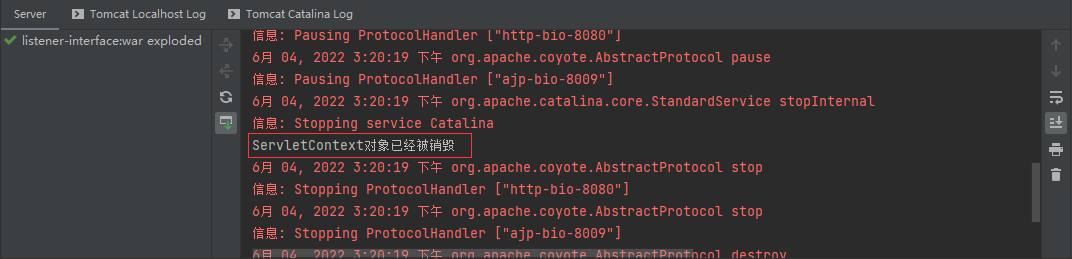 Server Tomcat Localhost Log Tomcat Catalina Log
listener-interface:war exploded
信息: Pausing ProtocolHandler ["http-bio-8080"]
6月 04, 2022 3:20:19 下午 org.apache.coyote.AbstractProtocol pause
信息: Pausing ProtocolHandler ["ajp-bio-8009"]
6月 04, 2022 3:20:19 下午 org.apache.catalina.core.StandardService stopInternal
信息: Stopping service Catalina
ServletContext对象已经被销毁
6月 04, 2022 3:20:19 下午 org.apache.coyote.AbstractProtocol stop
信息: Stopping ProtocolHandler ["http-bio-8080"]
6月 04, 2022 3:20:19 下午 org.apache.coyote.AbstractProtocol stop
信息: Stopping ProtocolHandler ["ajp-bio-8009"]
6月 04, 2022 3:20:19 下午 org.apache.coyote.AbstractProtocol destroy